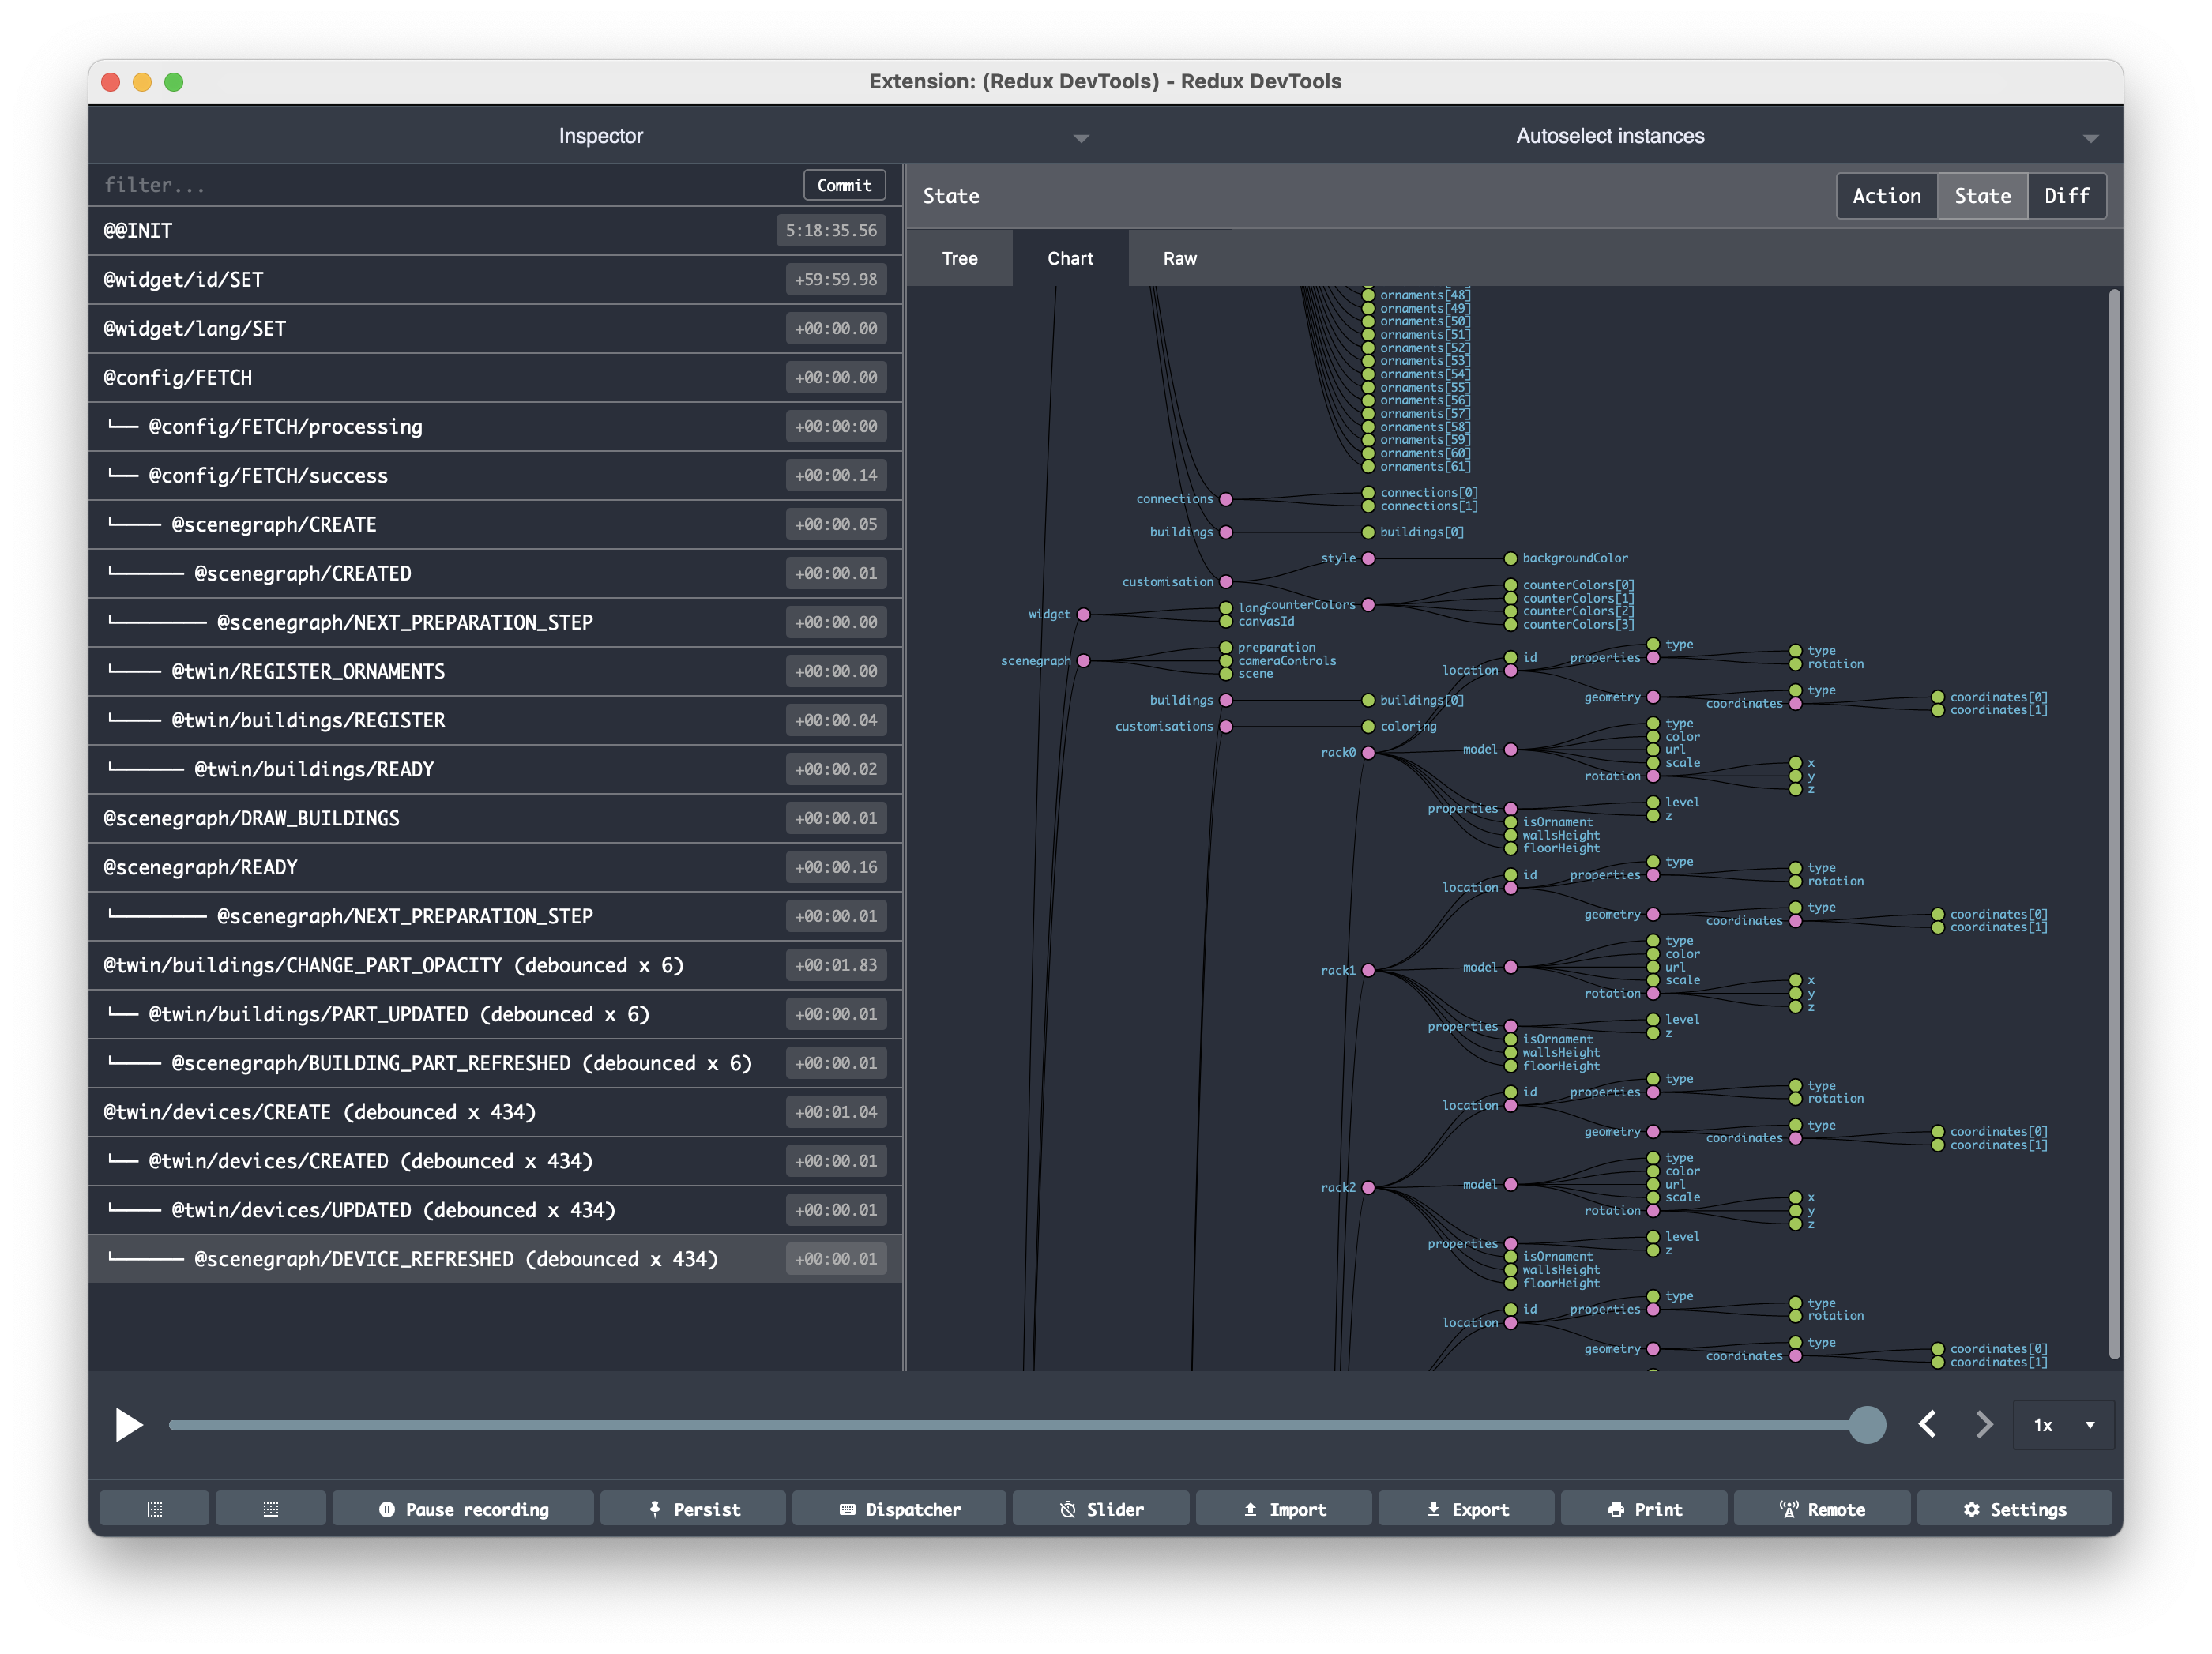 Extension: (Redux DevTools) - Redux DevTools
Inspector
Autoselect instances
filter...
Commit
@@INIT
5:18:35.56
@widget/id/SET
+59:59.98
@widget/lang/SET
+00:00.00
@config/FETCH
+00:00.00
@config/FETCH/processing
+00:00:00
@config/FETCH/success
+00:00.14
@scenegraph/CREATE
+00:00.05
@scenegraph/CREATED
+00:00.01
@scenegraph/NEXT_PREPARATION_STEP
+00:00.00
@twin/REGISTER_ORNAMENTS
+00:00.00
@twin/buildings/REGISTER
+00:00.04
@twin/buildings/READY
+00:00.02
@scenegraph/DRAW_BUILDINGS
+00:00.01
@scenegraph/READY
+00:00.16
@scenegraph/NEXT_PREPARATION_STEP
+00:00.01
@twin/buildings/CHANGE_PART_OPACITY (debounced x 6)
+00:01.83
@twin/buildings/PART_UPDATED (debounced x 6)
+00:00.01
@scenegraph/BUILDING_PART_REFRESHED (debounced x 6)
+00:00.01
@twin/devices/CREATE (debounced x 434)
+00:01.04
@twin/devices/CREATED (debounced x 434)
+00:00.01
@twin/devices/UPDATED (debounced x 434)
+00:00.01
@scenegraph/DEVICE_REFRESHED (debounced x 434)
+00:00.01
State
Action
State
Diff
Tree
Chart
Raw
ornaments[48]
ornaments[49]
ornaments[50]
ornaments[51]
ornaments[52]
ornaments[53]
ornaments[54]
ornaments[55]
ornaments[56]
ornaments[57]
ornaments[58]
ornaments[59]
ornaments[60]
ornaments[61]
connections
connections[0]
connections[1]
buildings
buildings[0]
style
backgroundColor
customisation
counterColors
counterColors[0]
counterColors[1]
counterColors[2]
counterColors[3]
widget
lang
canvasId
scenegraph
preparation
cameraControls
scene
buildings
buildings[0]
customisations
coloring
rack0
id
location
properties
type
type
rotation
geometry
type
coordinates
coordinates[0]
coordinates[1]
model
type
color
url
scale
rotation
x
y
z
properties
level
z
isOrnament
wallsHeight
floorHeight
rack1
id
location
properties
type
type
rotation
geometry
type
coordinates
coordinates[0]
coordinates[1]
model
type
color
url
scale
rotation
x
y
z
properties
level
z
isOrnament
wallsHeight
floorHeight
rack2
id
location
properties
type
type
rotation
geometry
type
coordinates
coordinates[0]
coordinates[1]
model
type
color
url
scale
rotation
x
y
z
properties
level
z
isOrnament
wallsHeight
floorHeight
id
location
properties
type
type
rotation
geometry
type
coordinates
coordinates[0]
coordinates[1]
1x
Pause recording
Persist
Dispatcher
Slider
Import
Export
Print
Remote
Settings